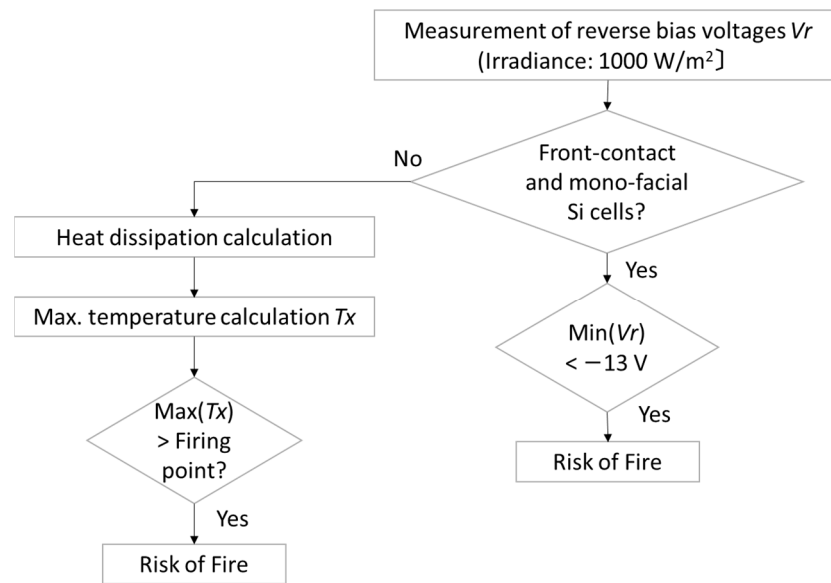 Measurement of reverse bias voltages Vr
(Irradiance: 1000 W/m²〕
Front-contact
and mono-facial
Si cells?
No
Yes
Heat dissipation calculation
Max. temperature calculation Tx
Max(Tx)
> Firing
point?
Yes
Risk of Fire
Min(Vr)
< −13 V
Yes
Risk of Fire